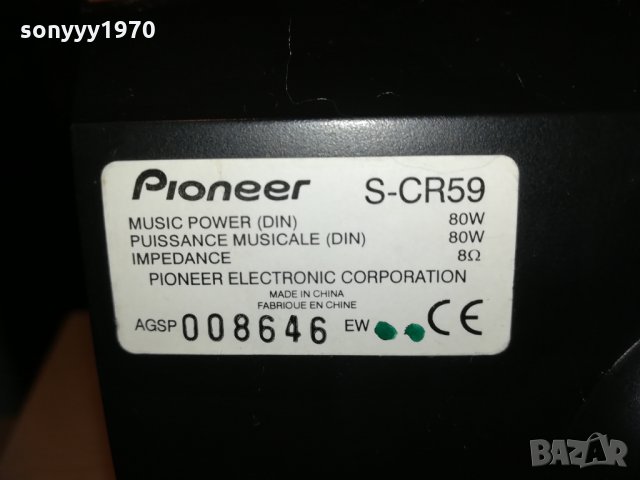 sonyyy1970
Pioneer S-CR59
MUSIC POWER (DIN) 80W
PUISSANCE MUSICALE (DIN) 80W
IMPEDANCE 8Ω
PIONEER ELECTRONIC CORPORATION
MADE IN CHINA
FABRIQUE EN CHINE
AGSP 008646 EW CE
BAZAR